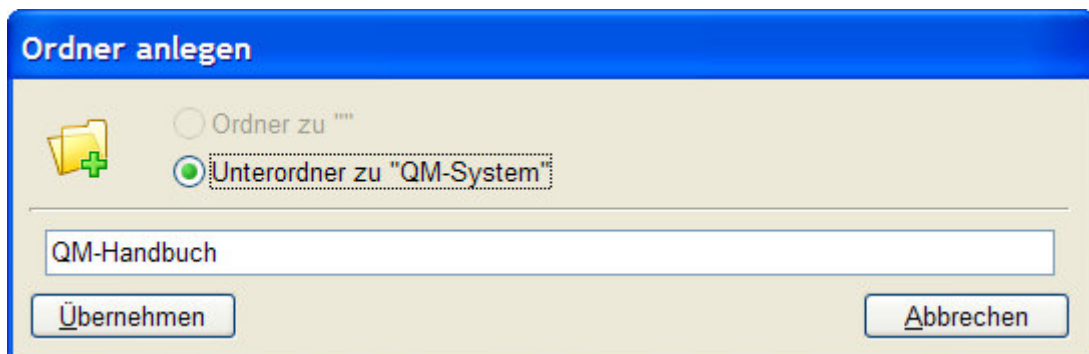 Ordner anlegen
Ordner zu ""
Unterordner zu "QM-System"
QM-Handbuch
Übernehmen
Abbrechen